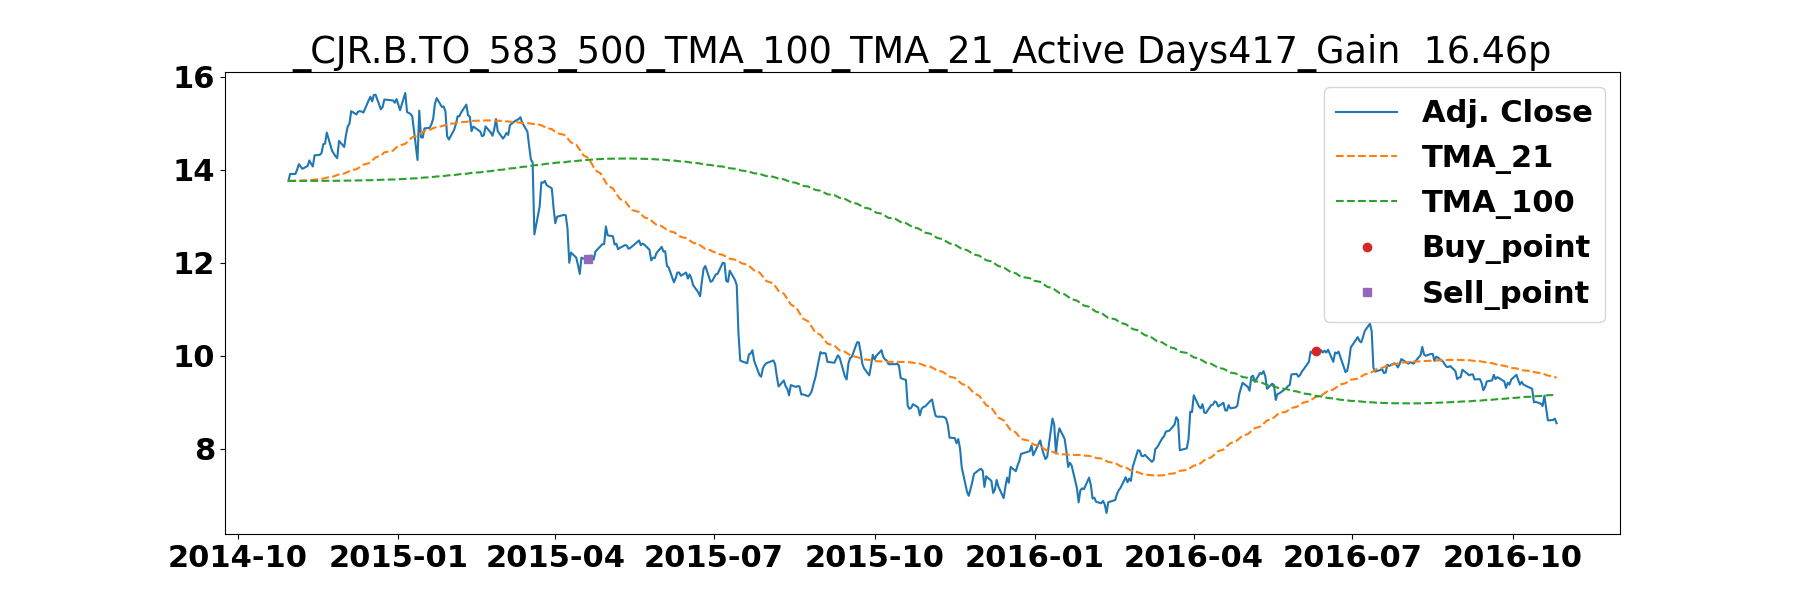 _CJR.B.TO_583_500_TMA_100_TMA_21_Active Days417_Gain  16.46p
16
14
12
10
8
Adj. Close
TMA_21
TMA_100
Buy_point
Sell_point
2014-10 2015-01 2015-04 2015-07 2015-10 2016-01 2016-04 2016-07 2016-10